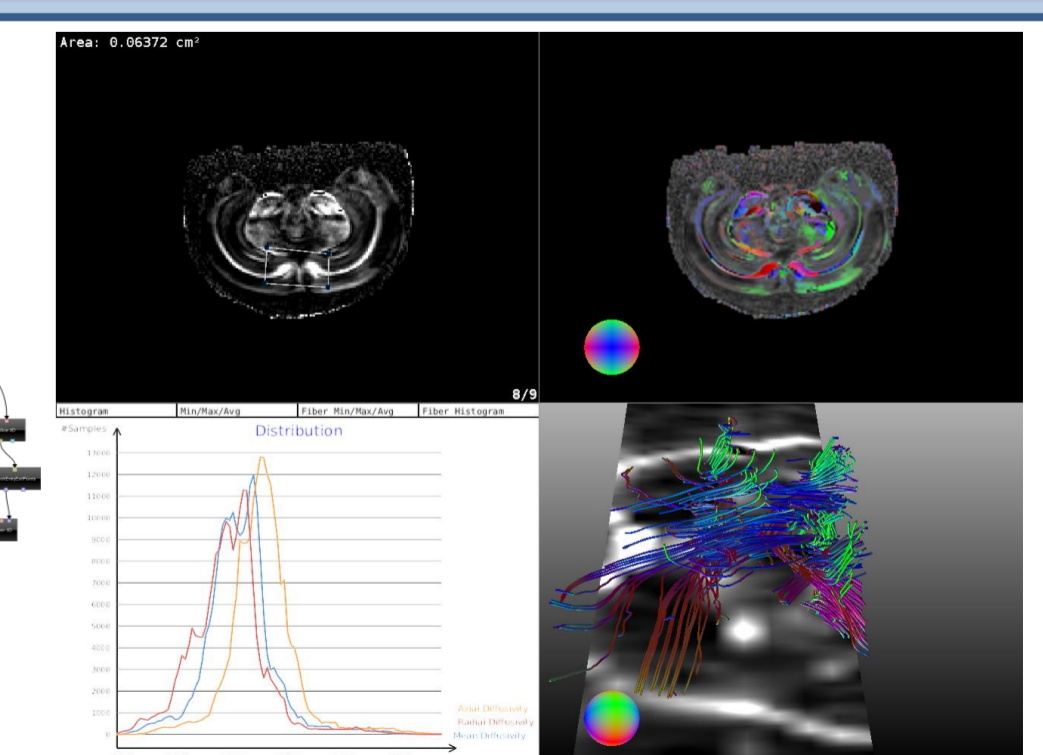 Area: 0.06372 cm²
8/9
Histogram
Min/Max/Avg
Fiber Min/Max/Avg
Fiber Histogram
#Samples
Distribution
13000
12000
11000
10000
9000
8000
7000
6000
5000
4000
3000
2000
1000
0
Axial Diffusivity
Radial Diffusivity
Mean Diffusivity